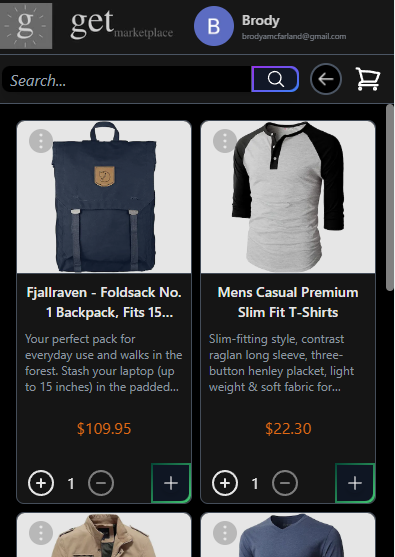 g
get marketplace
B
Brody
brodyamcfarland@gmail.com
Search...
Fjallraven - Foldsack No.
1 Backpack, Fits 15...
Your perfect pack for
everyday use and walks in the
forest. Stash your laptop (up
to 15 inches) in the padded...
$109.95
1
Mens Casual Premium
Slim Fit T-Shirts
Slim-fitting style, contrast
raglan long sleeve, three-
button henley placket, light
weight & soft fabric for...
$22.30
1